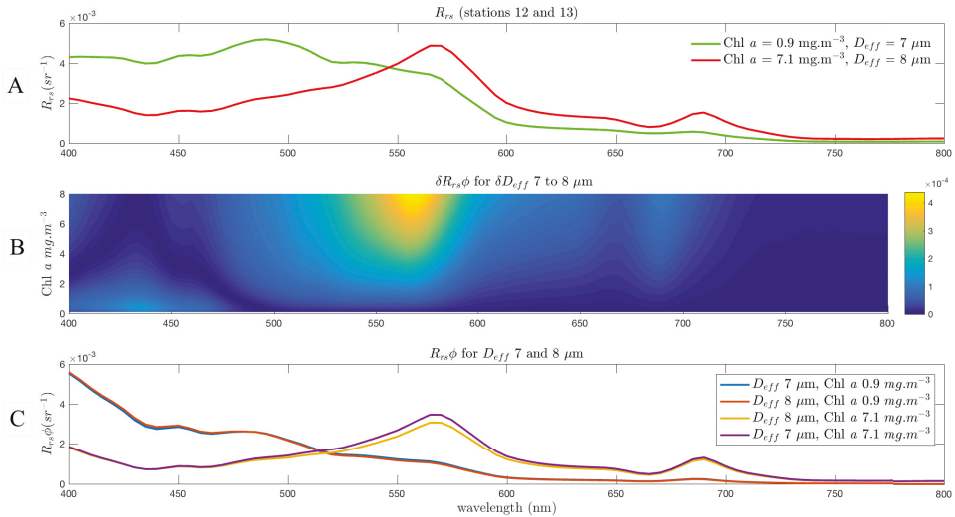 R_rs (stations 12 and 13)
×10⁻³
A
R_rs(sr⁻¹)
6
4
2
0
Chl a = 0.9 mg.m⁻³, D_eff = 7 μm
Chl a = 7.1 mg.m⁻³, D_eff = 8 μm
400 450 500 550 600 650 700 750 800
δR_rsϕ for δD_eff 7 to 8 μm
B
Chl a mg.m⁻³
8
6
4
2
0
×10⁻⁴
4
3
2
1
0
400 450 500 550 600 650 700 750 800
R_rsϕ for D_eff 7 and 8 μm
×10⁻³
C
R_rsϕ(sr⁻¹)
6
4
2
0
D_eff 7 μm, Chl a 0.9 mg.m⁻³
D_eff 8 μm, Chl a 0.9 mg.m⁻³
D_eff 8 μm, Chl a 7.1 mg.m⁻³
D_eff 7 μm, Chl a 7.1 mg.m⁻³
400 450 500 550 600 650 700 750 800
wavelength (nm)